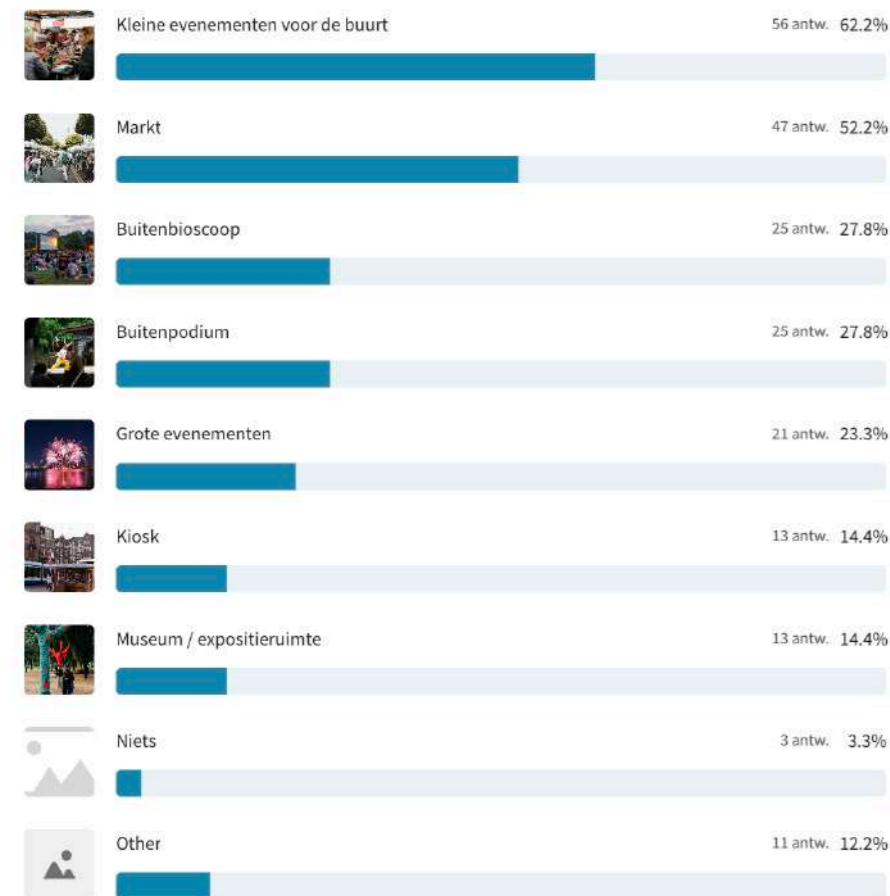 Kleine evenementen voor de buurt 56 antw. 62.2%
Markt 47 antw. 52.2%
Buitenbioscoop 25 antw. 27.8%
Buitenpodium 25 antw. 27.8%
Grote evenementen 21 antw. 23.3%
Kiosk 13 antw. 14.4%
Museum / expositieruimte 13 antw. 14.4%
Niets 3 antw. 3.3%
Other 11 antw. 12.2%